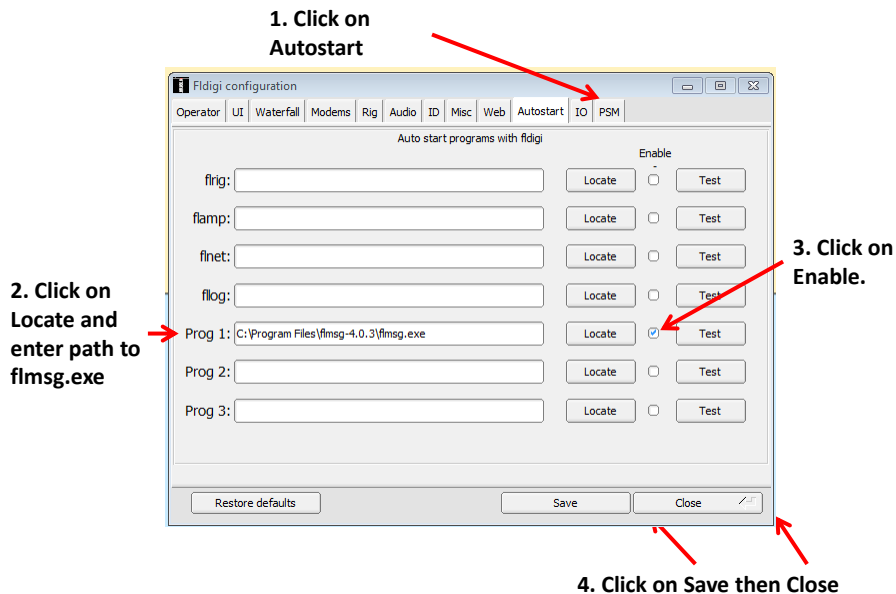 1. Click on
Autostart
Fldigi configuration
Operator UI Waterfall Modems Rig Audio ID Misc Web Autostart IO PSM
Auto start programs with fldigi
Enable
-
flrig: Locate Test
flamp: Locate Test
flnet: Locate Test
fllog: Locate Test
Prog 1: C:\Program Files\flmsg-4.0.3\flmsg.exe Locate Test
Prog 2: Locate Test
Prog 3: Locate Test
Restore defaults Save Close
2. Click on
Locate and
enter path to
flmsg.exe
3. Click on
Enable.
4. Click on Save then Close